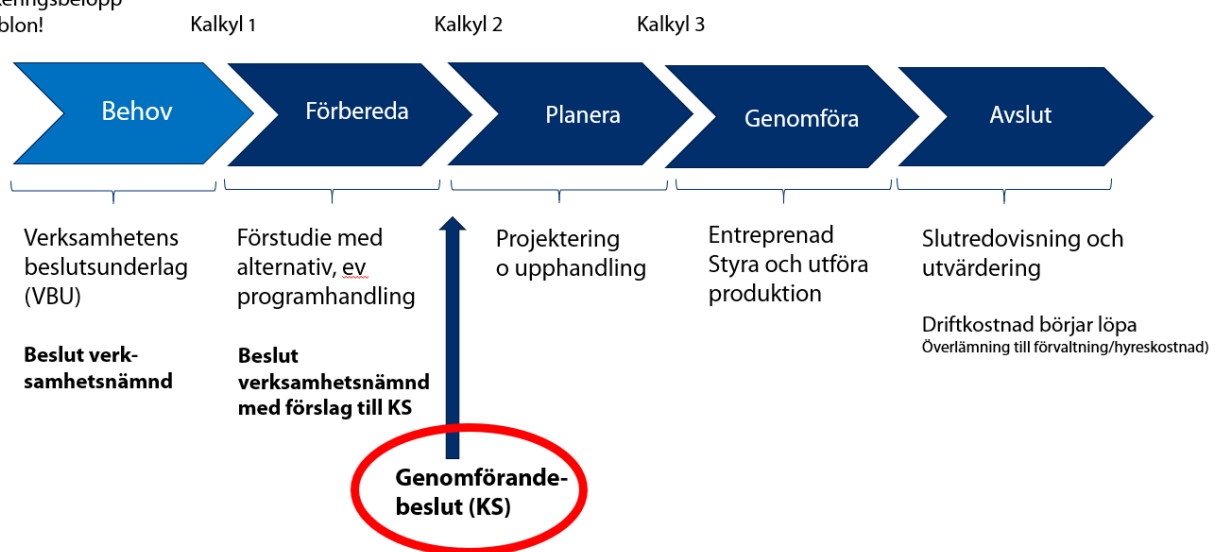 Kalkyl 1
Kalkyl 2
Kalkyl 3
Behov
Förbereda
Planera
Genomföra
Avslut
Verksamhetens
beslutsunderlag
(VBU)
Beslut verk-
samhetsnämnd
Förstudie med
alternativ, ev
programhandling
Beslut
verksamhetsnämnd
med förslag till KS
Genomförande-
beslut (KS)
Projektering
o upphandling
Entreprenad
Styra och utföra
produktion
Slutredovisning och
utvärdering
Driftkostnad börjar löpa
Överlämning till förvaltning/hyreskostnad)